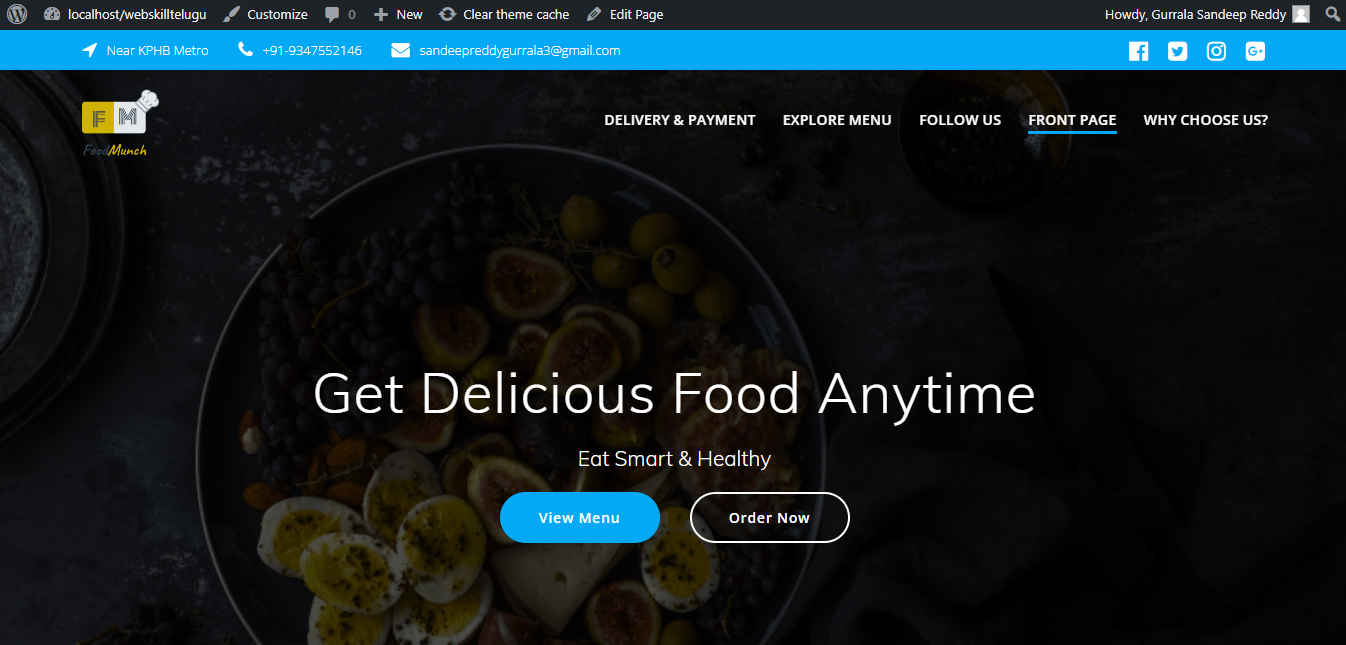 localhost/webskilltelugu Customize 0 New Clear theme cache Edit Page Howdy, Gurrala Sandeep Reddy
Near KPHB Metro +91-9347552146 sandeepreddygurrala3@gmail.com
FM
FoodMunch
DELIVERY & PAYMENT EXPLORE MENU FOLLOW US FRONT PAGE WHY CHOOSE US?
Get Delicious Food Anytime
Eat Smart & Healthy
View Menu Order Now